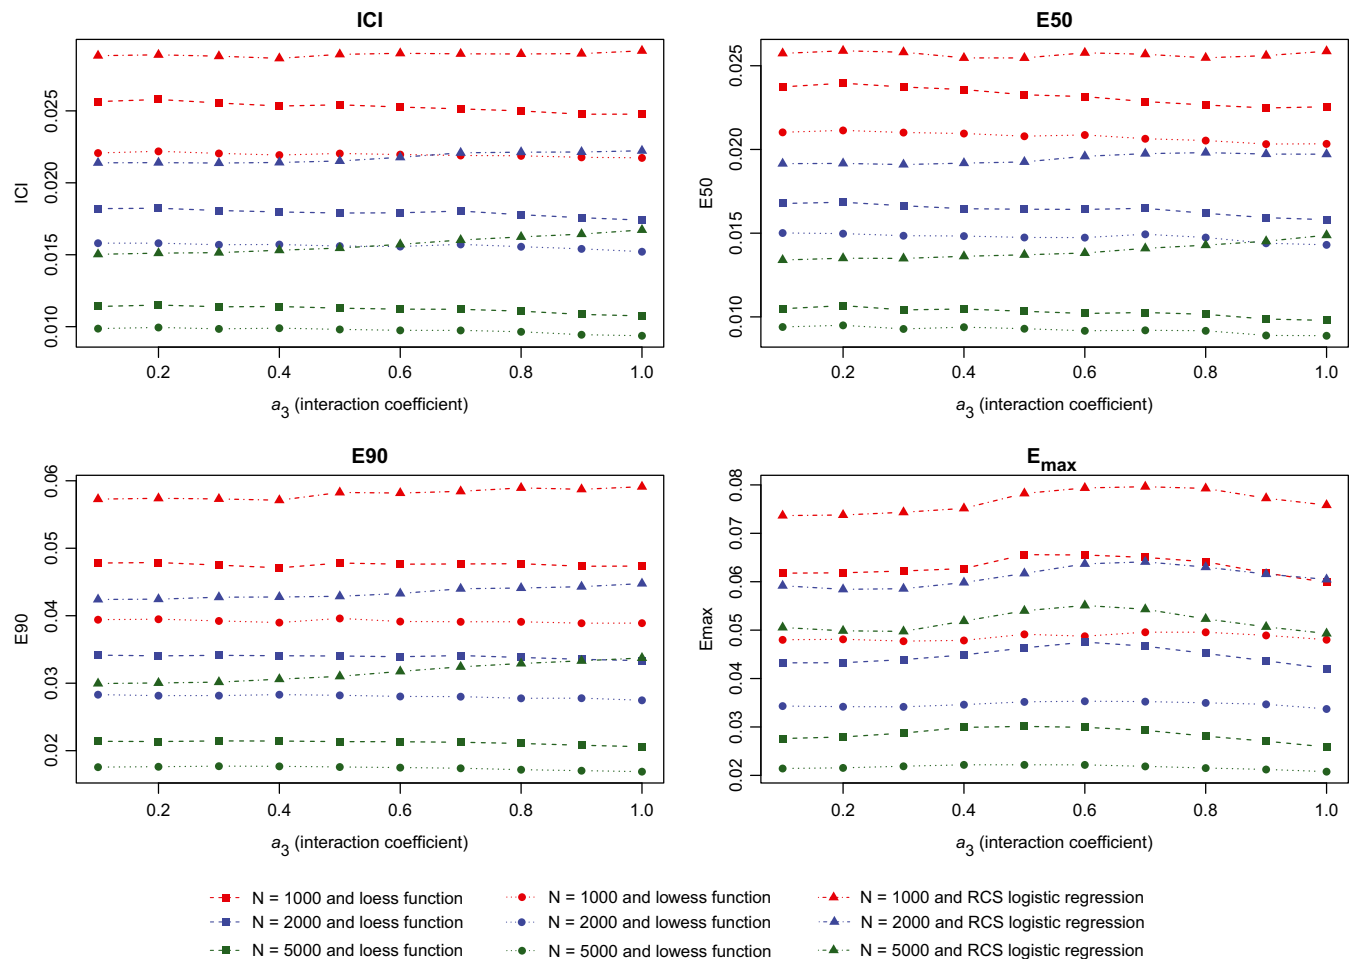 ICI
E50
ICI
0.010 0.015 0.020 0.025
0.2 0.4 0.6 0.8 1.0
a3 (interaction coefficient)
E50
0.010 0.015 0.020 0.025
0.2 0.4 0.6 0.8 1.0
a3 (interaction coefficient)
E90
Emax
E90
0.02 0.03 0.04 0.05 0.06
0.2 0.4 0.6 0.8 1.0
a3 (interaction coefficient)
Emax
0.02 0.03 0.04 0.05 0.06 0.07 0.08
0.2 0.4 0.6 0.8 1.0
a3 (interaction coefficient)
N = 1000 and loess function
N = 1000 and lowess function
N = 1000 and RCS logistic regression
N = 2000 and loess function
N = 2000 and lowess function
N = 2000 and RCS logistic regression
N = 5000 and loess function
N = 5000 and lowess function
N = 5000 and RCS logistic regression